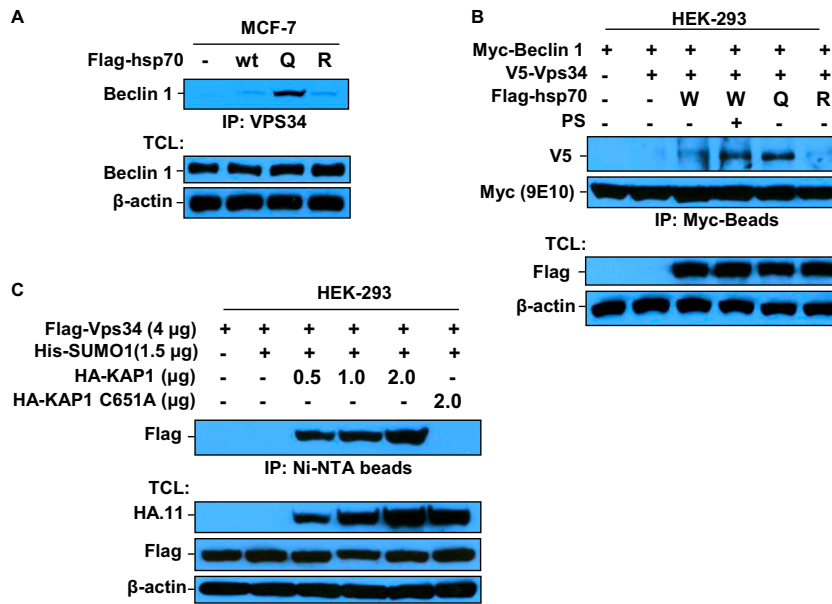 A
MCF-7
Flag-hsp70 - wt Q R
Beclin 1
IP: VPS34
TCL:
Beclin 1
β-actin
B
HEK-293
Myc-Beclin 1 + + + + + +
V5-Vps34 - + + + + +
Flag-hsp70 - - W W Q R
PS - - - + - -
V5
Myc (9E10)
IP: Myc-Beads
TCL:
Flag
β-actin
C
HEK-293
Flag-Vps34 (4 µg) + + + + + +
His-SUMO1(1.5 µg) - + + + + +
HA-KAP1 (µg) - - 0.5 1.0 2.0 -
HA-KAP1 C651A (µg) - - - - - 2.0
Flag
IP: Ni-NTA beads
TCL:
HA.11
Flag
β-actin